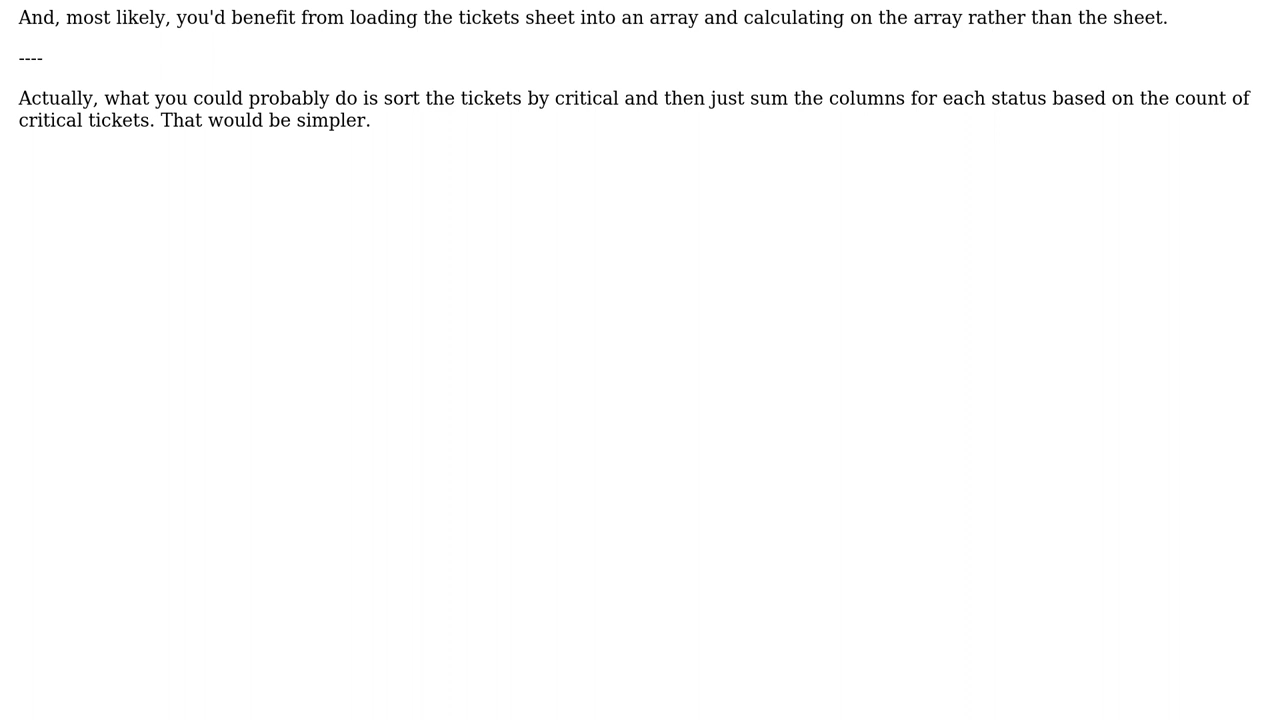 And, most likely, you'd benefit from loading the tickets sheet into an array and calculating on the array rather than the sheet.
----
Actually, what you could probably do is sort the tickets by critical and then just sum the columns for each status based on the count of
critical tickets. That would be simpler.